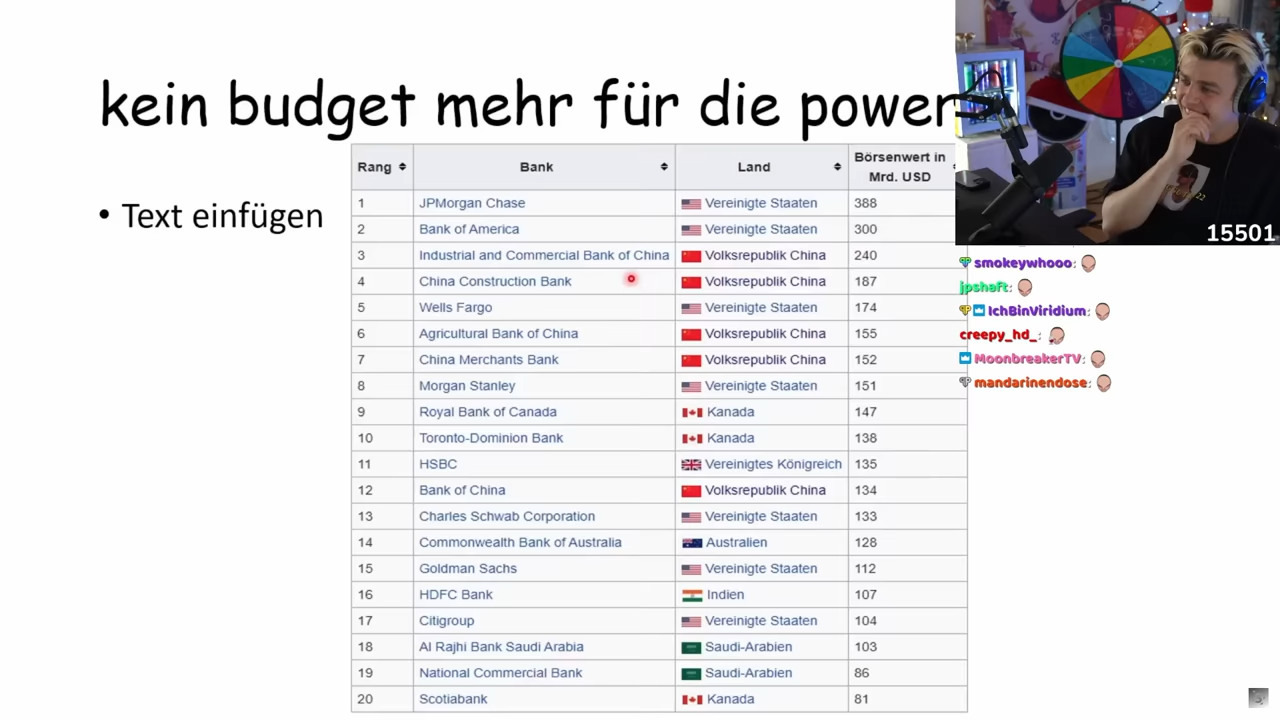 kein budget mehr für die power
• Text einfügen
Rang Bank Land Börsenwert in Mrd. USD
1 JPMorgan Chase Vereinigte Staaten 388
2 Bank of America Vereinigte Staaten 300
3 Industrial and Commercial Bank of China Volksrepublik China 240
4 China Construction Bank Volksrepublik China 187
5 Wells Fargo Vereinigte Staaten 174
6 Agricultural Bank of China Volksrepublik China 155
7 China Merchants Bank Volksrepublik China 152
8 Morgan Stanley Vereinigte Staaten 151
9 Royal Bank of Canada Kanada 147
10 Toronto-Dominion Bank Kanada 138
11 HSBC Vereinigtes Königreich 135
12 Bank of China Volksrepublik China 134
13 Charles Schwab Corporation Vereinigte Staaten 133
14 Commonwealth Bank of Australia Australien 128
15 Goldman Sachs Vereinigte Staaten 112
16 HDFC Bank Indien 107
17 Citigroup Vereinigte Staaten 104
18 Al Rajhi Bank Saudi Arabia Saudi-Arabien 103
19 National Commercial Bank Saudi-Arabien 86
20 Scotiabank Kanada 81
15501
smokeywhooo:
jpshaft:
IchBinViridium:
creepy_hd_:
MoonbreakerTV:
mandarinendose: